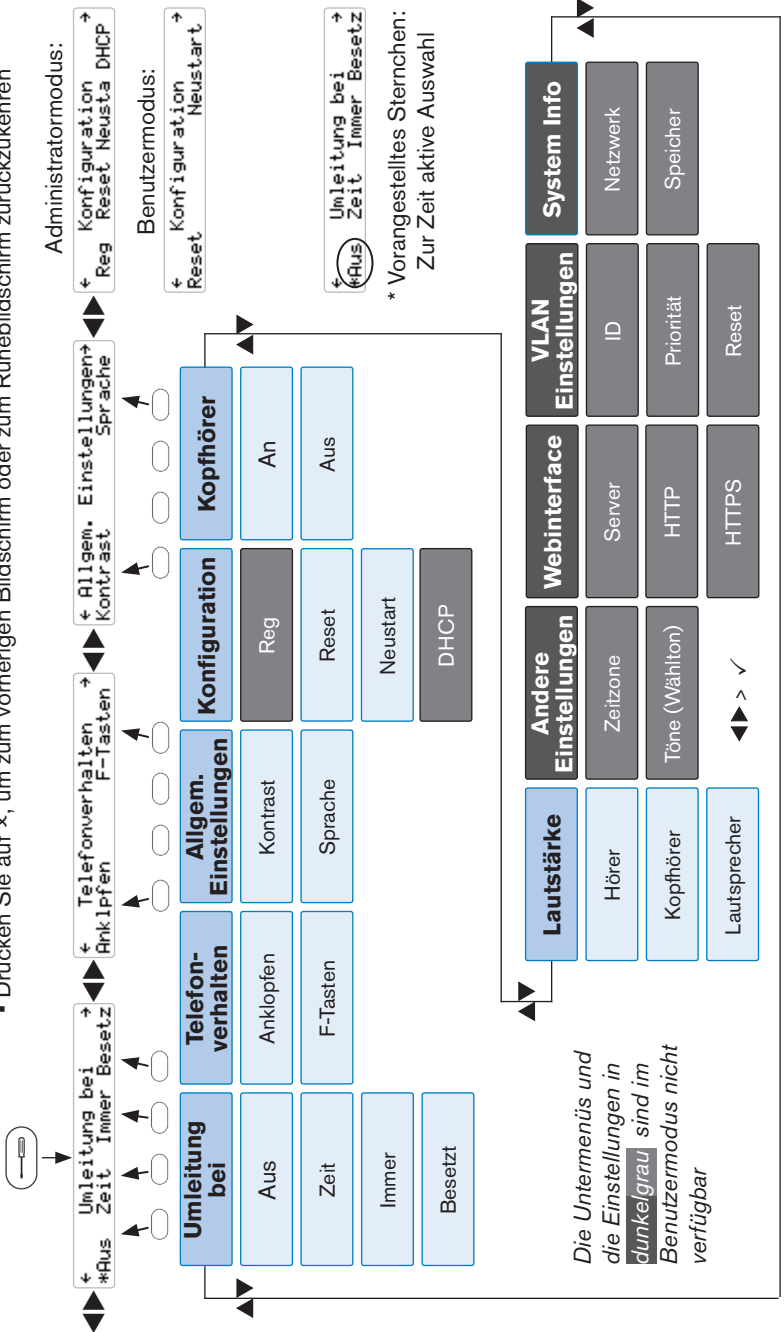 ▪ Drücken Sie auf x, um zum vorherigen Bildschirm oder zum Ruhebildschirm zurückzukehren
← Umleitung bei →
*Aus Zeit Immer Besetz
← Telefonverhalten →
Anklpfen F-Tasten
← Allgem. Einstellungen→
Kontrast Sprache
Administratormodus:
← Konfiguration →
Reg Reset Neusta DHCP
Benutzermodus:
← Konfiguration →
Reset Neustart
← Umleitung bei →
*Aus Zeit Immer Besetz
* Vorangestelltes Sternchen:
Zur Zeit aktive Auswahl
Umleitung
bei
Aus
Zeit
Immer
Besetzt
Telefon-
verhalten
Anklopfen
F-Tasten
Allgem.
Einstellungen
Kontrast
Sprache
Konfiguration
Reg
Reset
Neustart
DHCP
Kopfhörer
An
Aus
Lautstärke
Hörer
Kopfhörer
Lautsprecher
Andere
Einstellungen
Zeitzone
Töne (Wählton)
◀▶ > ✓
Webinterface
Server
HTTP
HTTPS
VLAN
Einstellungen
ID
Priorität
Reset
System Info
Netzwerk
Speicher
Die Untermenüs und
die Einstellungen in
dunkelgrau sind im
Benutzermodus nicht
verfügbar